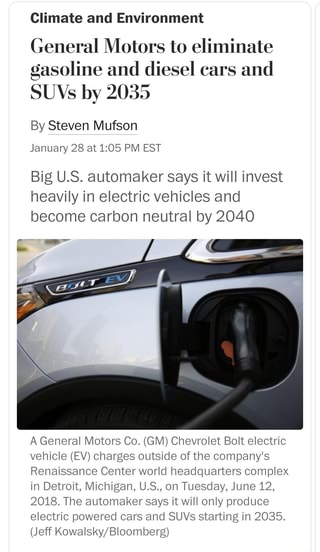 Climate and Environment
General Motors to eliminate
gasoline and diesel cars and
SUVs by 2035
By Steven Mufson
January 28 at 1:05 PM EST
Big U.S. automaker says it will invest
heavily in electric vehicles and
become carbon neutral by 2040
BOLT EV
A General Motors Co. (GM) Chevrolet Bolt electric
vehicle (EV) charges outside of the company's
Renaissance Center world headquarters complex
in Detroit, Michigan, U.S., on Tuesday, June 12,
2018. The automaker says it will only produce
electric powered cars and SUVs starting in 2035.
(Jeff Kowalsky/Bloomberg)